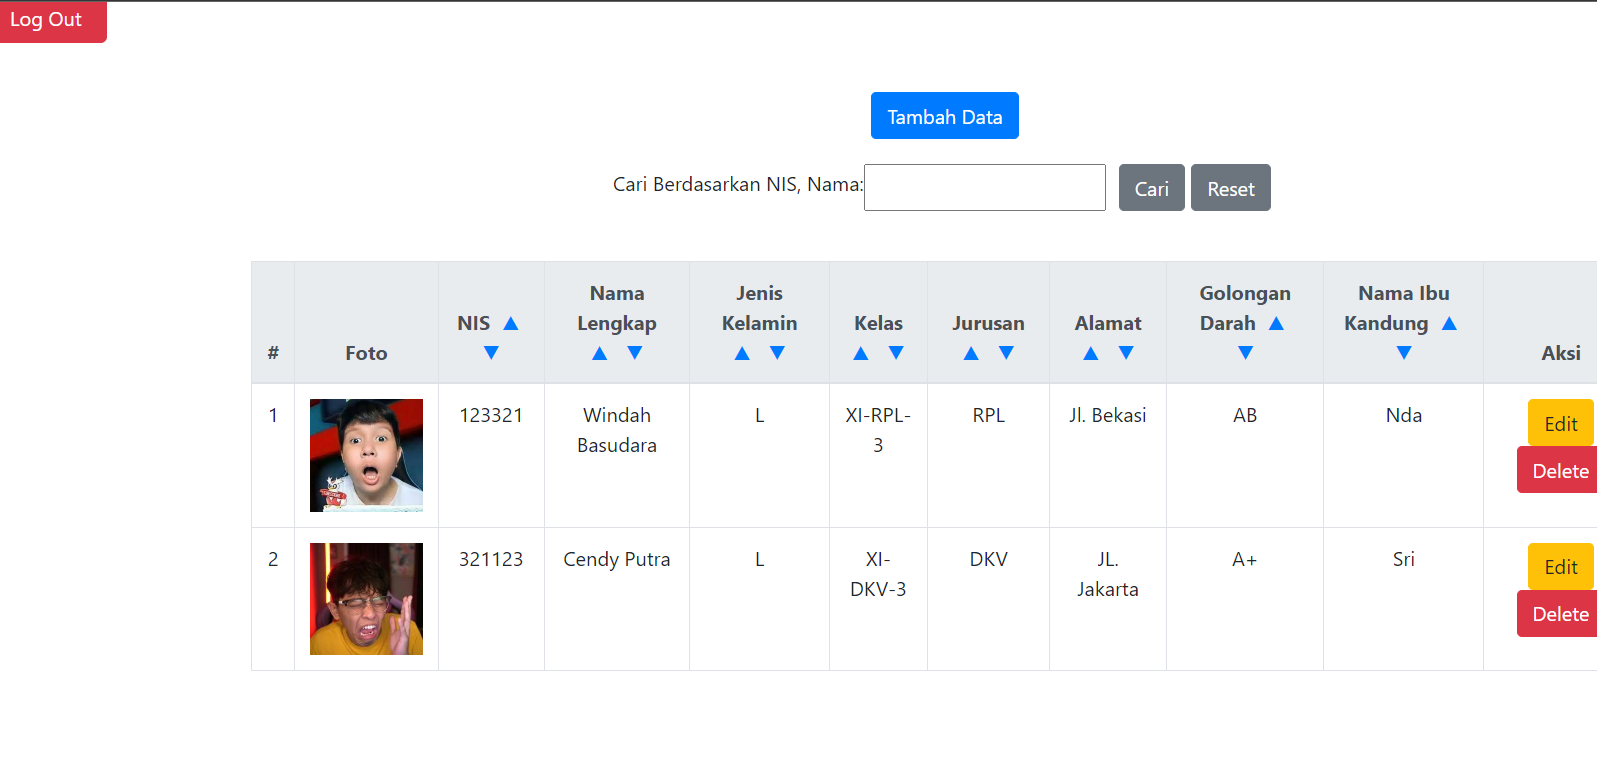 Log Out
Tambah Data
Cari Berdasarkan NIS, Nama:
Cari
Reset
#
Foto
NIS ▲
▼
Nama
Lengkap
▲ ▼
Jenis
Kelamin
▲ ▼
Kelas
▲ ▼
Jurusan
▲ ▼
Alamat
▲ ▼
Golongan
Darah ▲
▼
Nama Ibu
Kandung ▲
▼
Aksi
1
123321
Windah
Basudara
L
XI-RPL-
3
RPL
Jl. Bekasi
AB
Nda
Edit
Delete
2
321123
Cendy Putra
L
XI-
DKV-3
DKV
JL.
Jakarta
A+
Sri
Edit
Delete